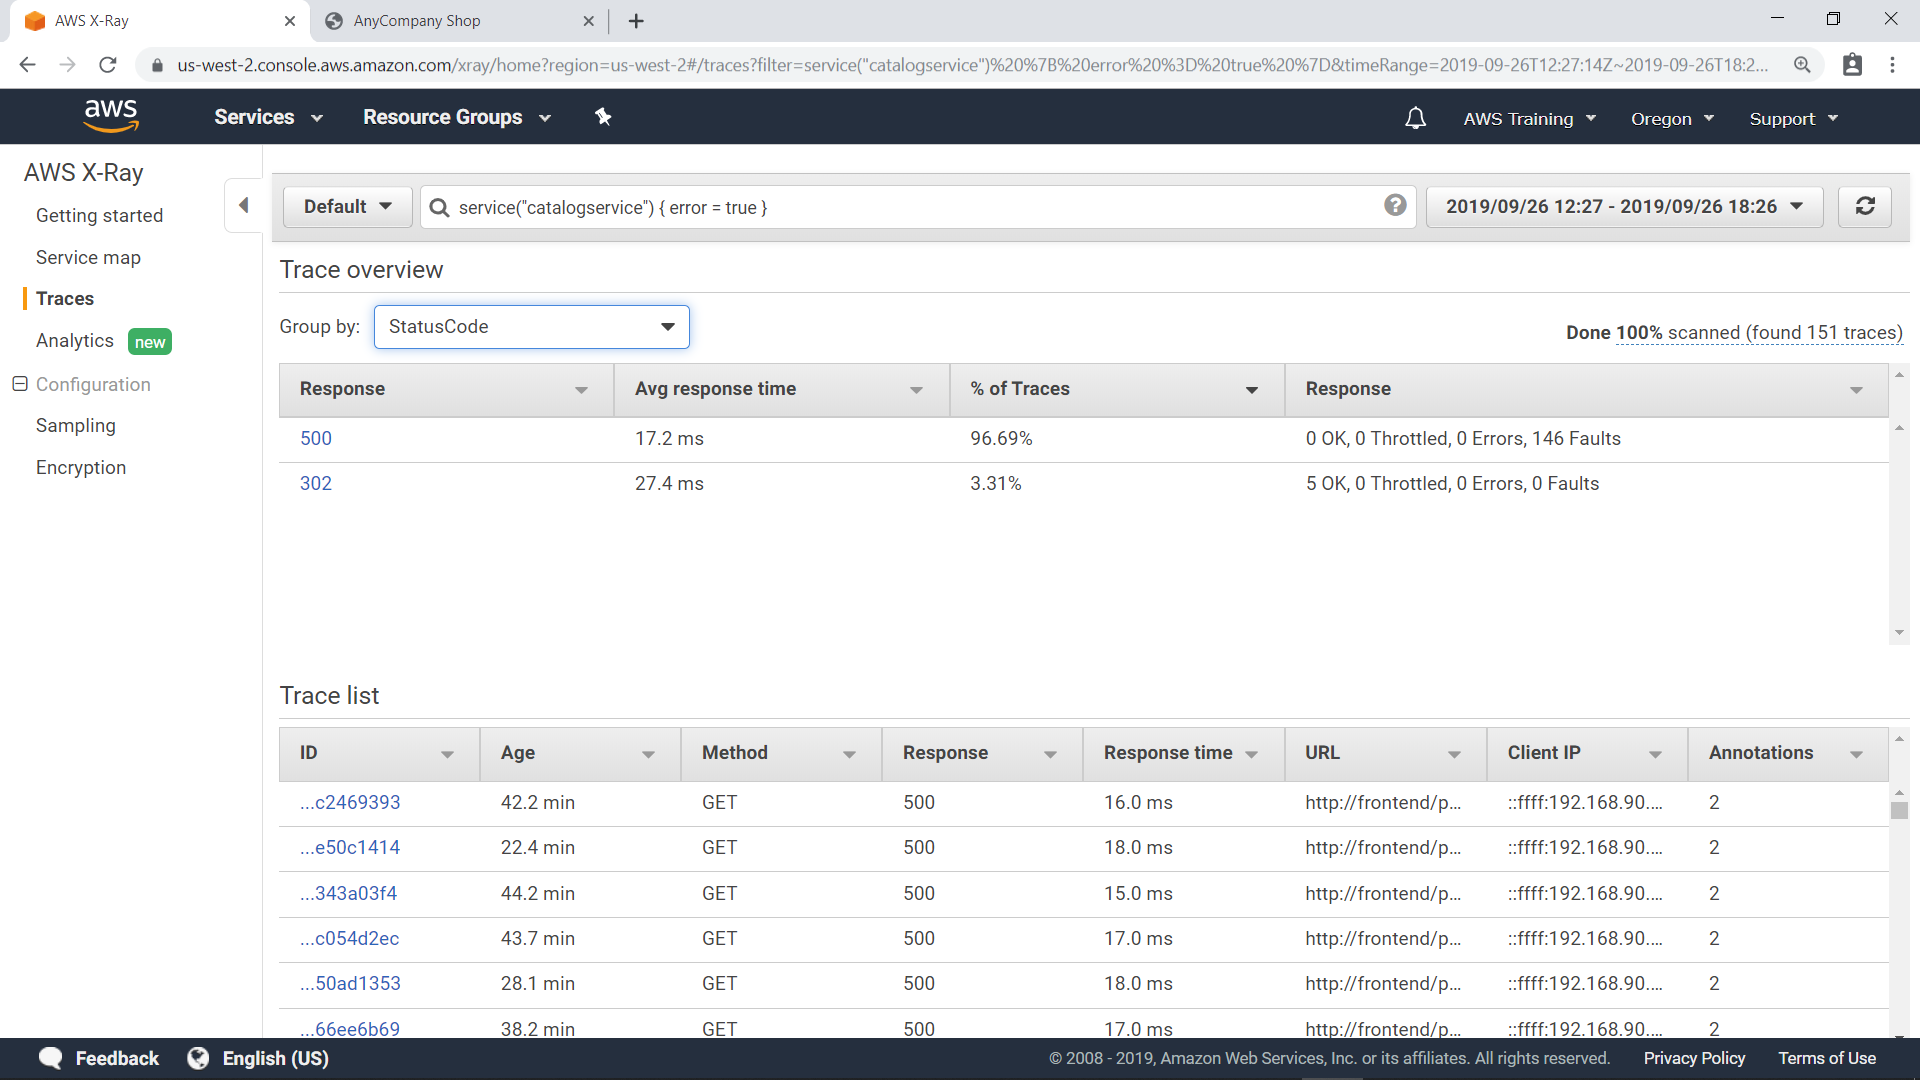 AWS X-Ray
AnyCompany Shop
us-west-2.console.aws.amazon.com/xray/home?region=us-west-2#/traces?filter=service("catalogservice")%20%7B%20error%20%3D%20true%20%7D&timeRange=2019-09-26T12:27:14Z~2019-09-26T18:2...
aws Services Resource Groups AWS Training Oregon Support
AWS X-Ray
Getting started
Service map
Traces
Analytics new
Configuration
Sampling
Encryption
Default service("catalogservice") { error = true } ? 2019/09/26 12:27 - 2019/09/26 18:26
Trace overview
Group by: StatusCode
Done 100% scanned (found 151 traces)
Response Avg response time % of Traces Response
500 17.2 ms 96.69% 0 OK, 0 Throttled, 0 Errors, 146 Faults
302 27.4 ms 3.31% 5 OK, 0 Throttled, 0 Errors, 0 Faults
Trace list
ID Age Method Response Response time URL Client IP Annotations
...c2469393 42.2 min GET 500 16.0 ms http://frontend/p... ::ffff:192.168.90.... 2
...e50c1414 22.4 min GET 500 18.0 ms http://frontend/p... ::ffff:192.168.90.... 2
...343a03f4 44.2 min GET 500 15.0 ms http://frontend/p... ::ffff:192.168.90.... 2
...c054d2ec 43.7 min GET 500 17.0 ms http://frontend/p... ::ffff:192.168.90.... 2
...50ad1353 28.1 min GET 500 18.0 ms http://frontend/p... ::ffff:192.168.90.... 2
...66ee6b69 38.2 min GET 500 17.0 ms http://frontend/p... ::ffff:192.168.90.... 2
Feedback English (US) © 2008 - 2019, Amazon Web Services, Inc. or its affiliates. All rights reserved. Privacy Policy Terms of Use